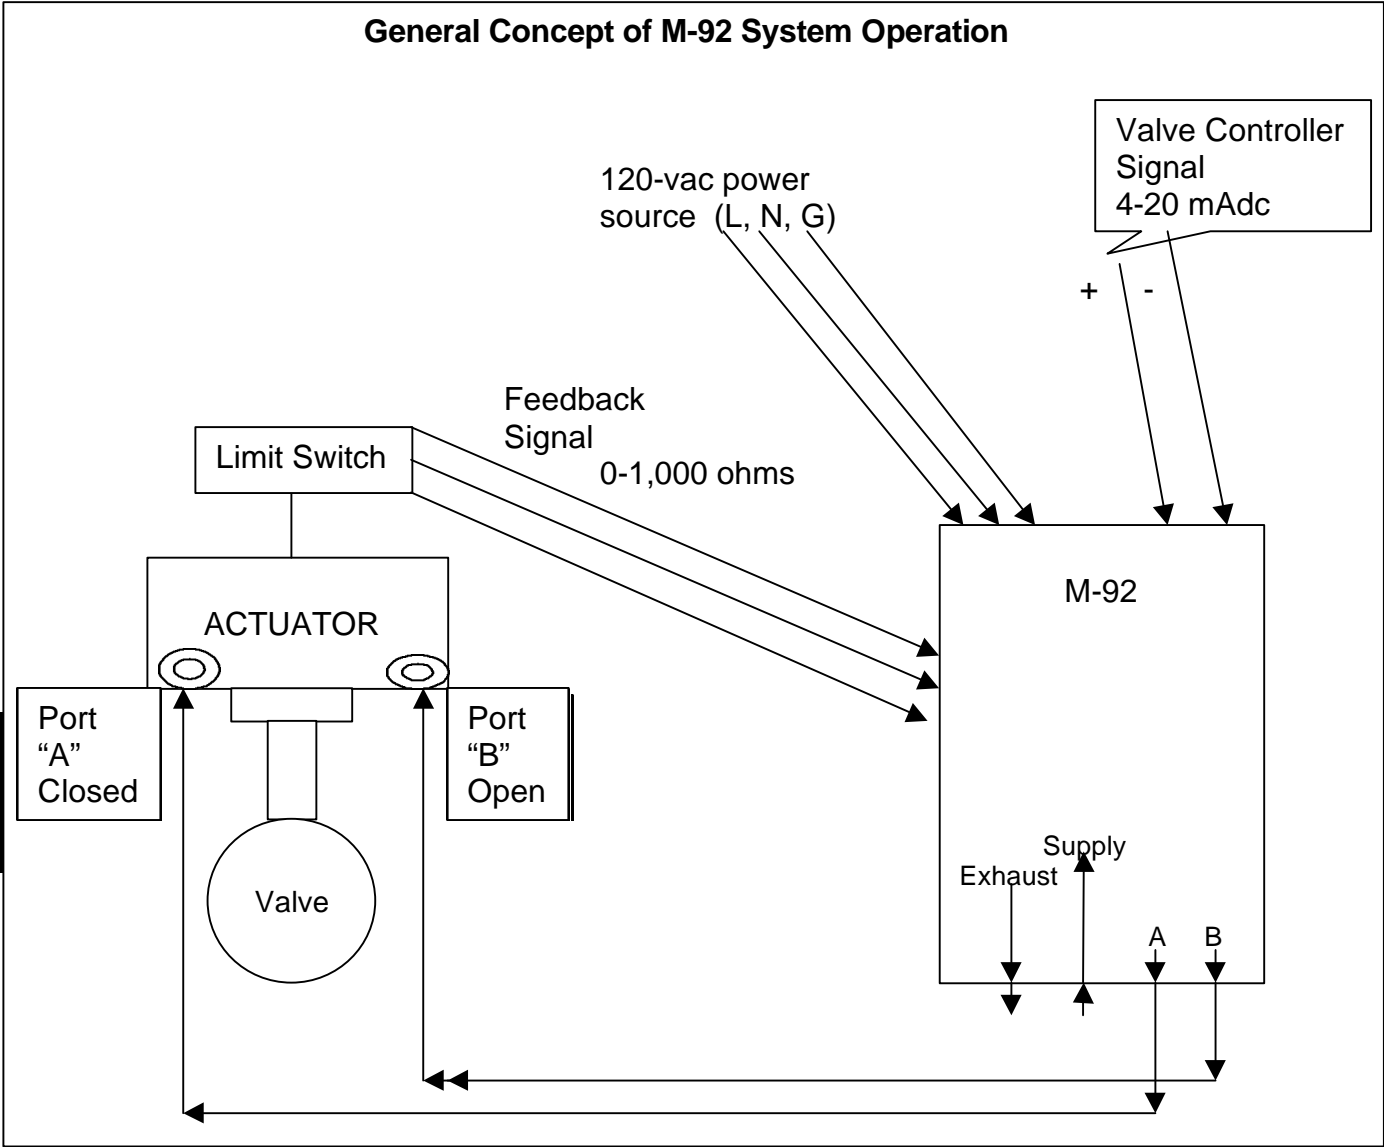 General Concept of M-92 System Operation
Valve Controller
Signal
4-20 mAdc
120-vac power
source (L, N, G)
+ -
Feedback
Signal
0-1,000 ohms
Limit Switch
M-92
ACTUATOR
Port
“A”
Closed
Port
“B”
Open
Valve
Supply
Exhaust
A B